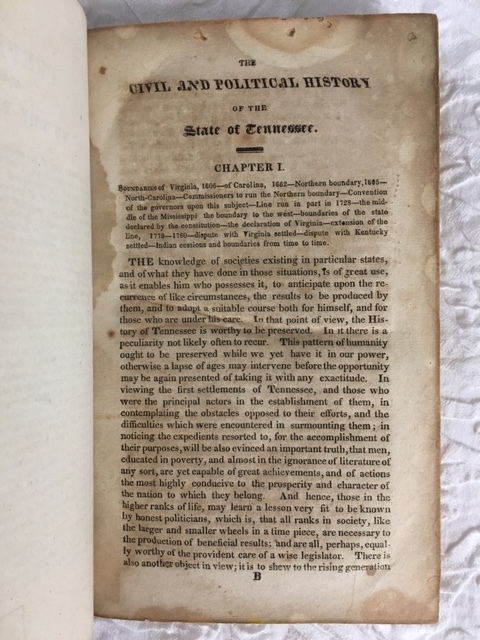 THE
CIVIL AND POLITICAL HISTORY
OF THE
State of Tennessee.
CHAPTER I.
BOUNDARIES of Virginia, 1606—of Carolina, 1662—Northern boundary, 1665—
North-Carolina—Commissioners to run the Northern boundary—Convention
of the governors upon this subject—Line run in part in 1728—the mid-
dle of the Mississippi the boundary to the west—boundaries of the state
declared by the constitution—the declaration of Virginia—extension of the
line, 1779—1780—dispute with Virginia settled—dispute with Kentucky
settled—Indian cessions and boundaries from time to time.
THE knowledge of societies existing in particular states,
and of what they have done in those situations, is of great use,
as it enables him who possesses it, to anticipate upon the re-
currence of like circumstances, the results to be produced by
them, and to adopt a suitable course both for himself, and for
those who are under his care. In that point of view, the His-
tory of Tennessee is worthy to be preserved. In it there is a
peculiarity not likely often to recur. This pattern of humanity
ought to be preserved while we yet have it in our power,
otherwise a lapse of ages may intervene before the opportunity
may be again presented of taking it with any exactitude. In
viewing the first settlements of Tennessee, and those who
were the principal actors in the establishment of them, in
contemplating the obstacles opposed to their efforts, and the
difficulties which were encountered in surmounting them; in
noticing the expedients resorted to, for the accomplishment of
their purposes, will be also evinced an important truth, that men,
educated in poverty, and almost in the ignorance of literature of
any sort, are yet capable of great achievements, and of actions
the most highly conducive to the prosperity and character of
the nation to which they belong. And hence, those in the
higher ranks of life, may learn a lesson very fit to be known
by honest politicians, which is, that all ranks in society, like
the larger and smaller wheels in a time piece, are necessary to
the production of beneficial results; and are all, perhaps, equal-
ly worthy of the provident care of a wise legislator. There is
also another object in view; it is to shew to the rising generation
B